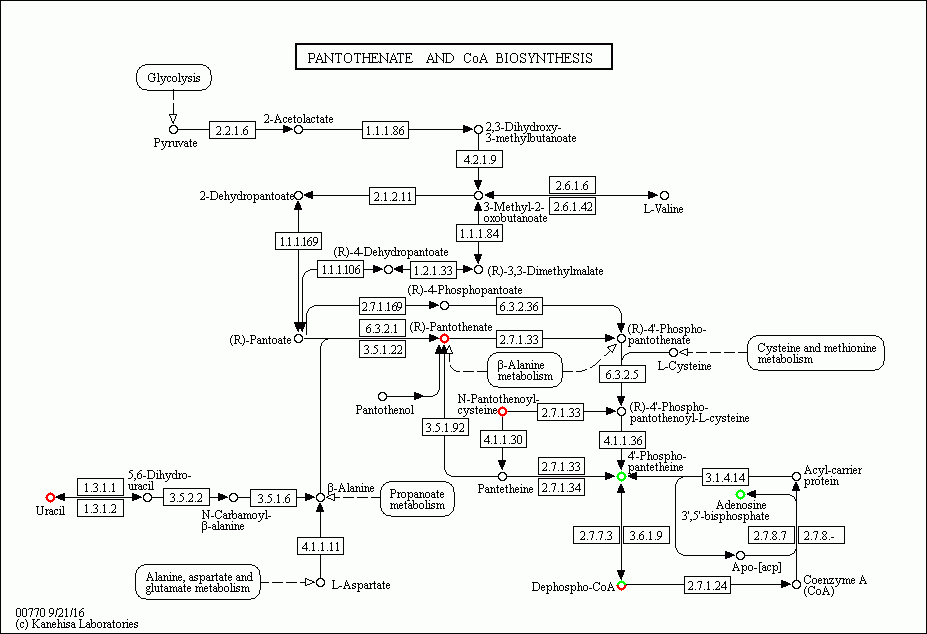 PANTOTHENATE AND CoA BIOSYNTHESIS
Glycolysis
2-Acetolactate
2.2.1.6
1.1.1.86
2,3-Dihydroxy-
3-methylbutanoate
Pyruvate
4.2.1.9
2-Dehydropantoate
2.1.2.11
2.6.1.6
2.6.1.42
3-Methyl-2-
oxobutanoate
L-Valine
1.1.1.84
1.1.1.169
(R)-4-Dehydropantoate
1.1.1.106
1.2.1.33
(R)-3,3-Dimethylmalate
(R)-4-Phosphopantoate
2.7.1.169
6.3.2.36
(R)-Pantoate
6.3.2.1
3.5.1.22
(R)-Pantothenate
2.7.1.33
(R)-4'-Phospho-
pantothenate
Cysteine and methionine
metabolism
L-Cysteine
β-Alanine
metabolism
6.3.2.5
Pantothenol
N-Pantothenoyl-
cysteine
2.7.1.33
(R)-4'-Phospho-
pantothenoyl-L-cysteine
3.5.1.92
4.1.1.30
4.1.1.36
4'-Phospho-
pantetheine
2.7.1.33
2.7.1.34
Pantetheine
3.1.4.14
Acyl-carrier
protein
5,6-Dihydro-
uracil
1.3.1.1
1.3.1.2
Uracil
3.5.2.2
N-Carbamoyl-
β-alanine
3.5.1.6
β-Alanine
Propanoate
metabolism
Adenosine
3',5'-bisphosphate
2.7.7.3
3.6.1.9
2.7.8.7
2.7.8.-
4.1.1.11
Apo-[acp]
Alanine, aspartate and
glutamate metabolism
L-Aspartate
Dephospho-CoA
2.7.1.24
Coenzyme A
(CoA)
00770 9/21/16
(c) Kanehisa Laboratories